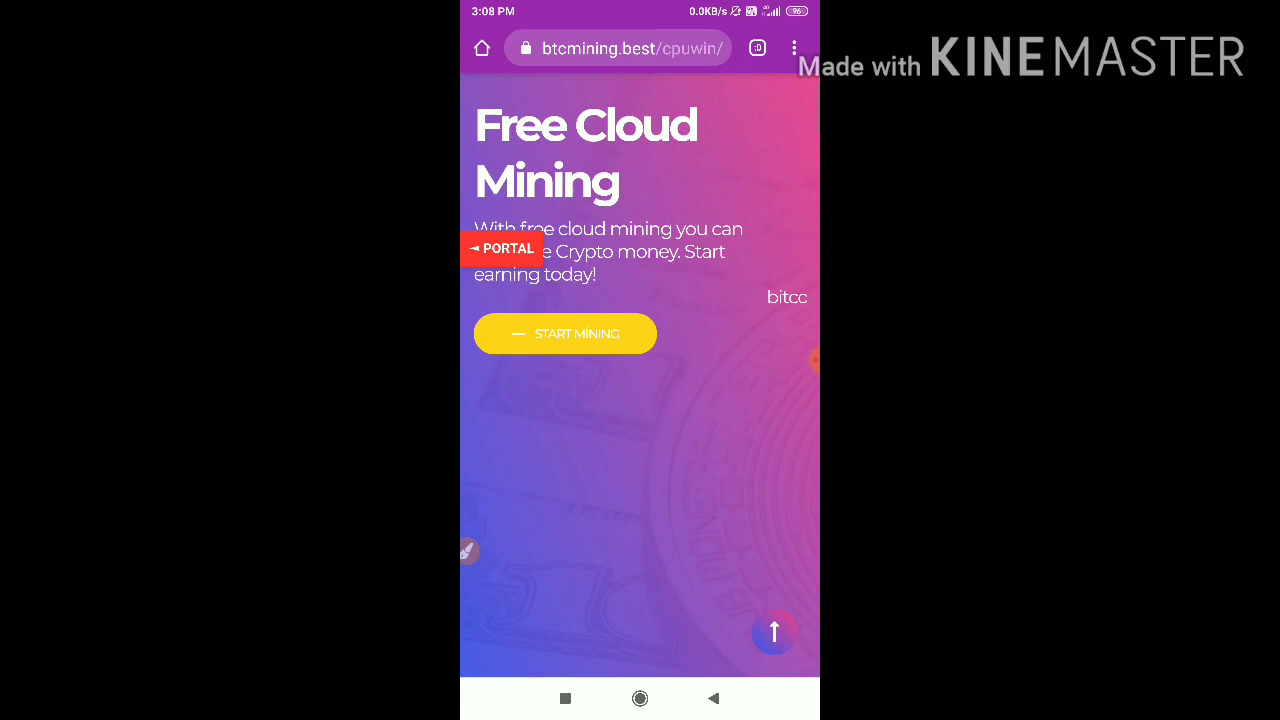 3:08 PM
0.0KB/s
96
btcmining.best/cpuwin/
:D
Made with KINEMASTER
Free Cloud
Mining
With free cloud mining you can
e Crypto money. Start
◄ PORTAL
earning today!
bitcc
— START MINING